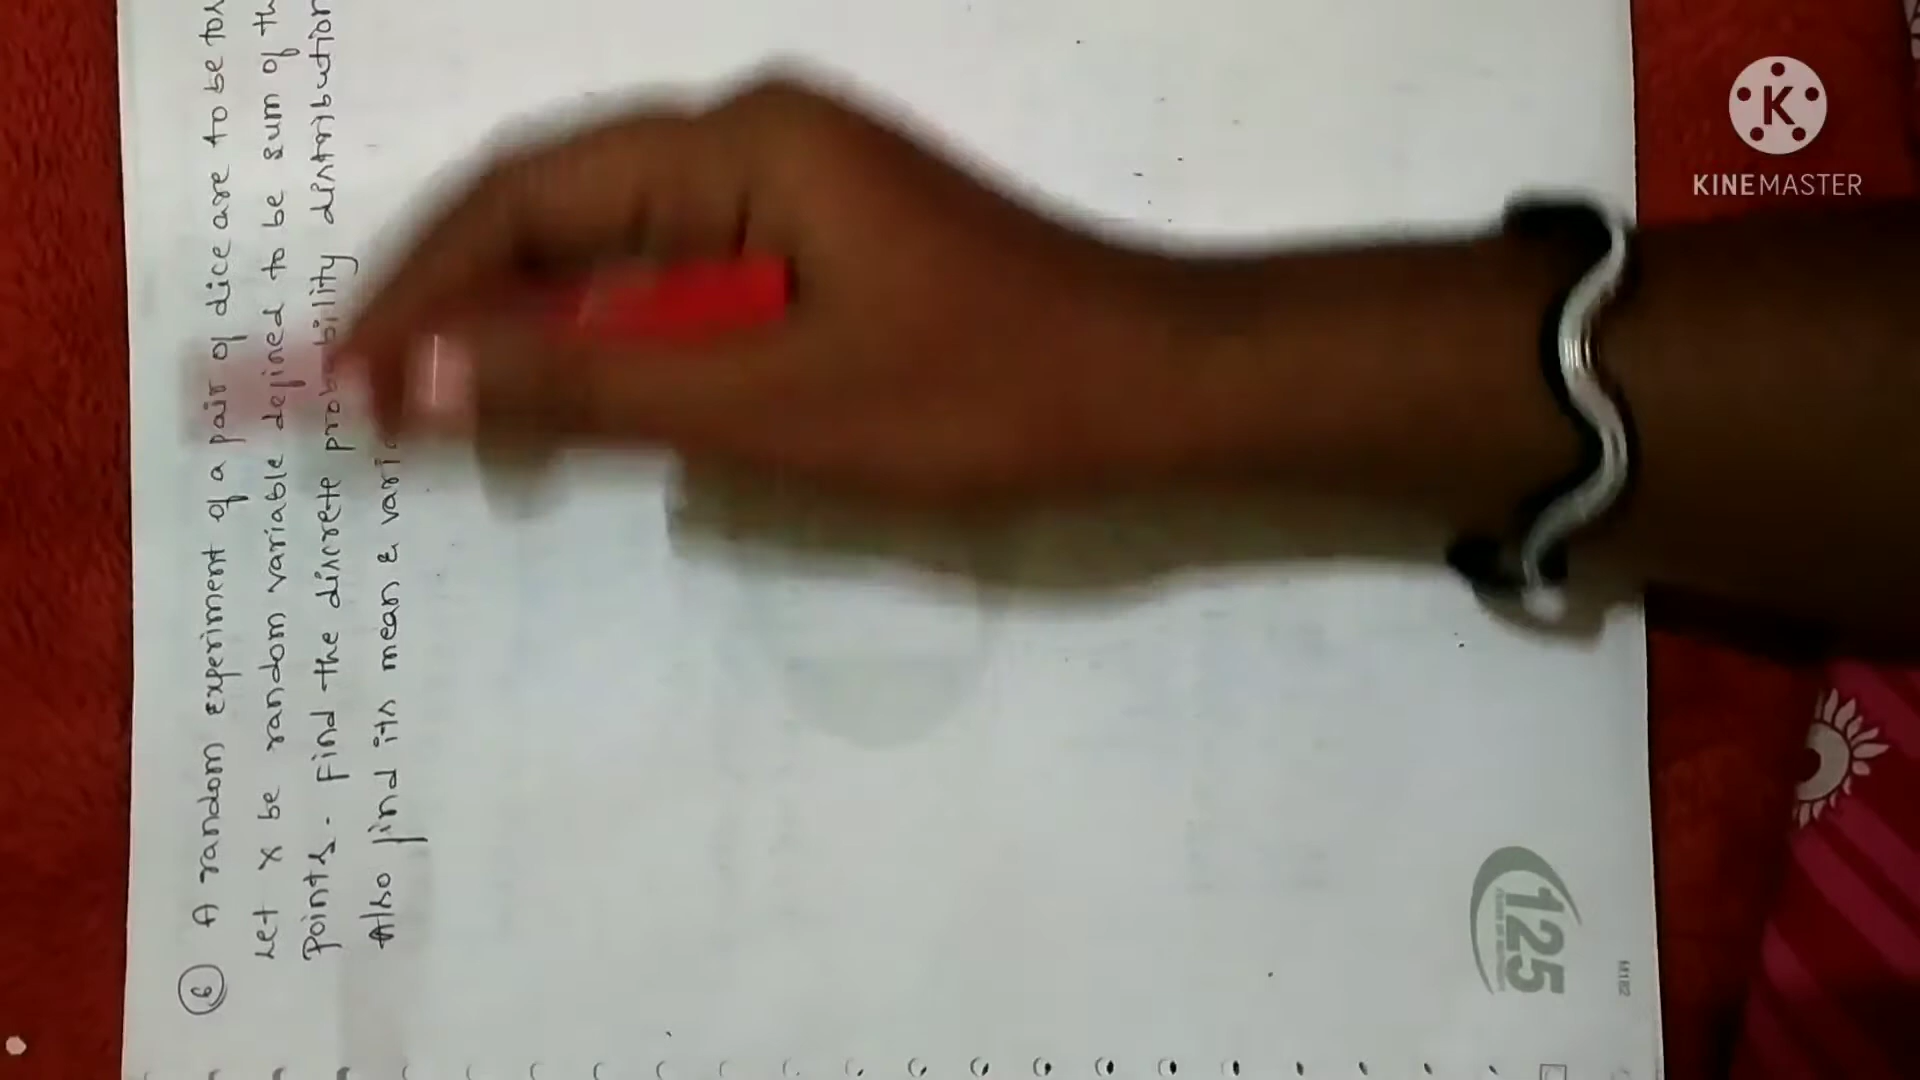 6 A random experiment of a pair of dice are to be
Let x be random variable defined to be sum of
points. Find the discrete probability distribution
Also find its mean &
125
M182
K
KINEMASTER